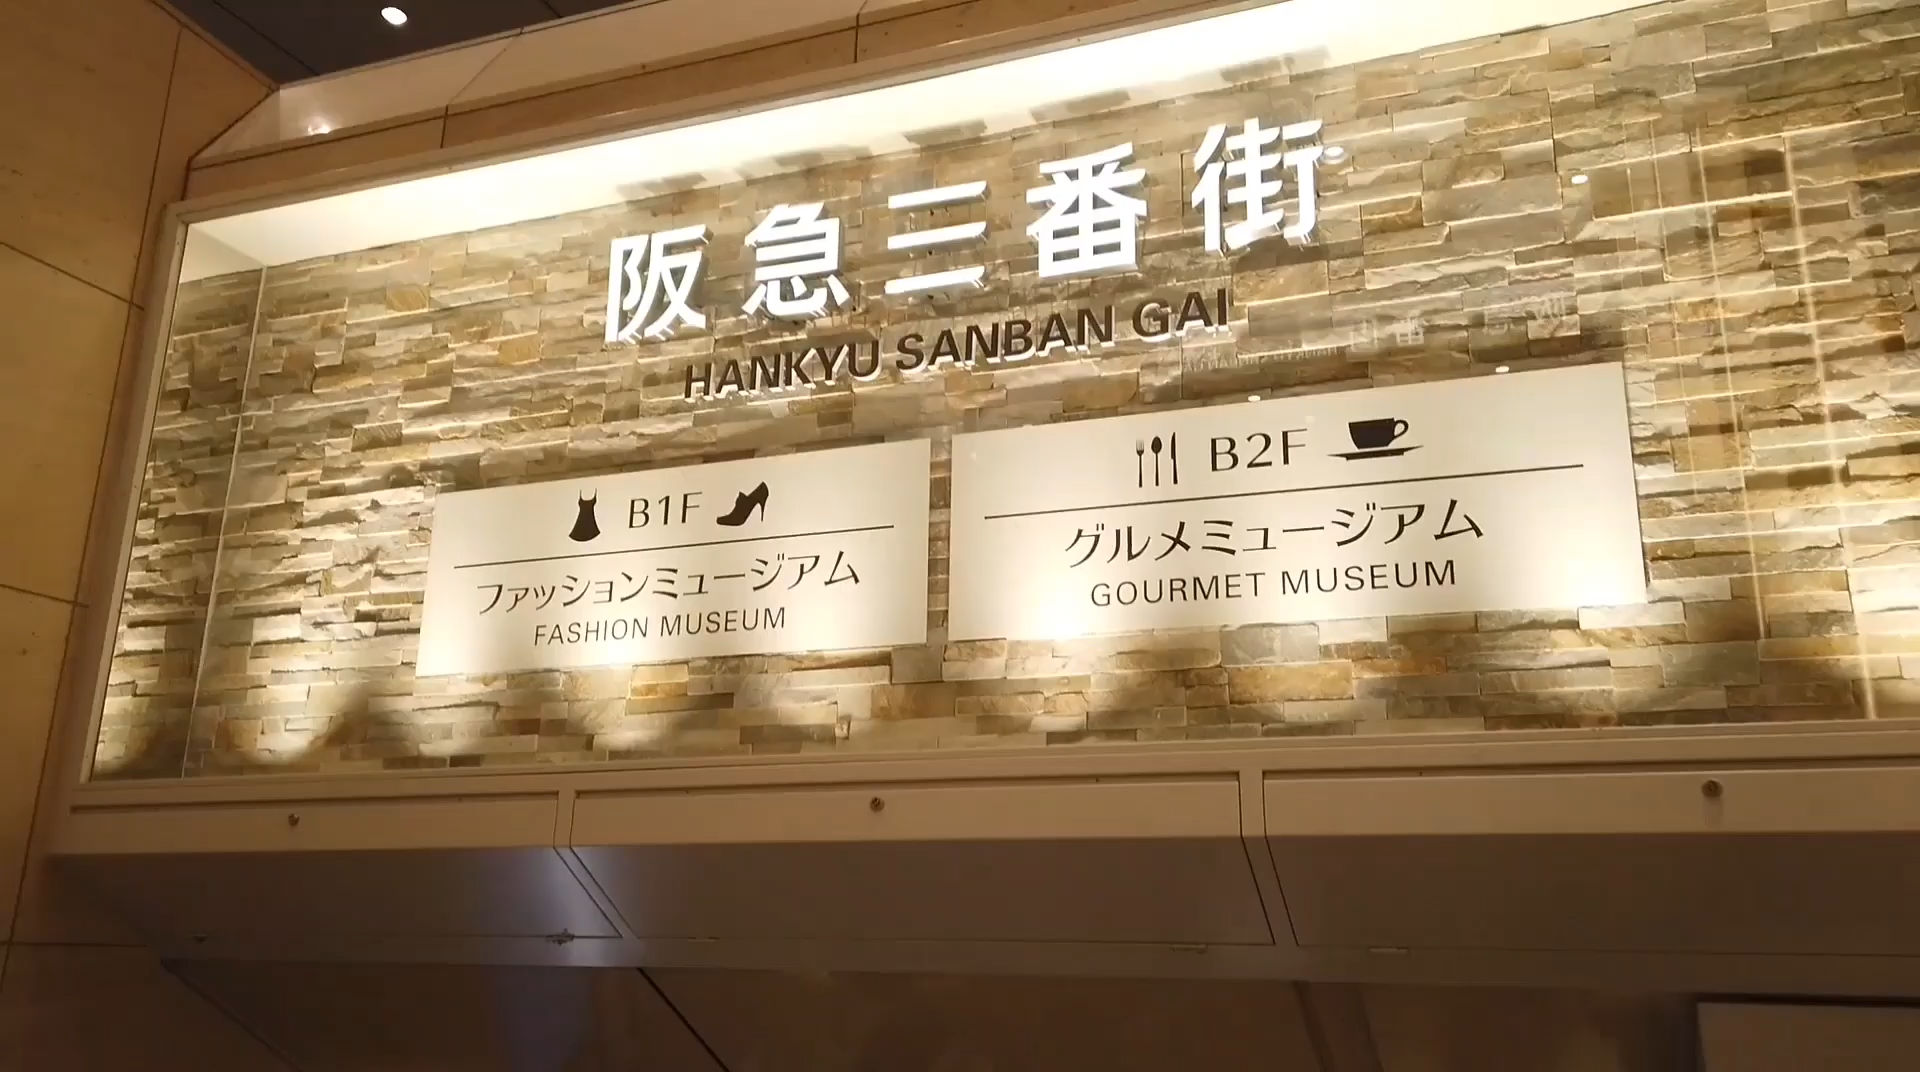 阪急三番街
HANKYU SANBAN GAI
B1F
ファッションミュージアム
FASHION MUSEUM
B2F
グルメミュージアム
GOURMET MUSEUM